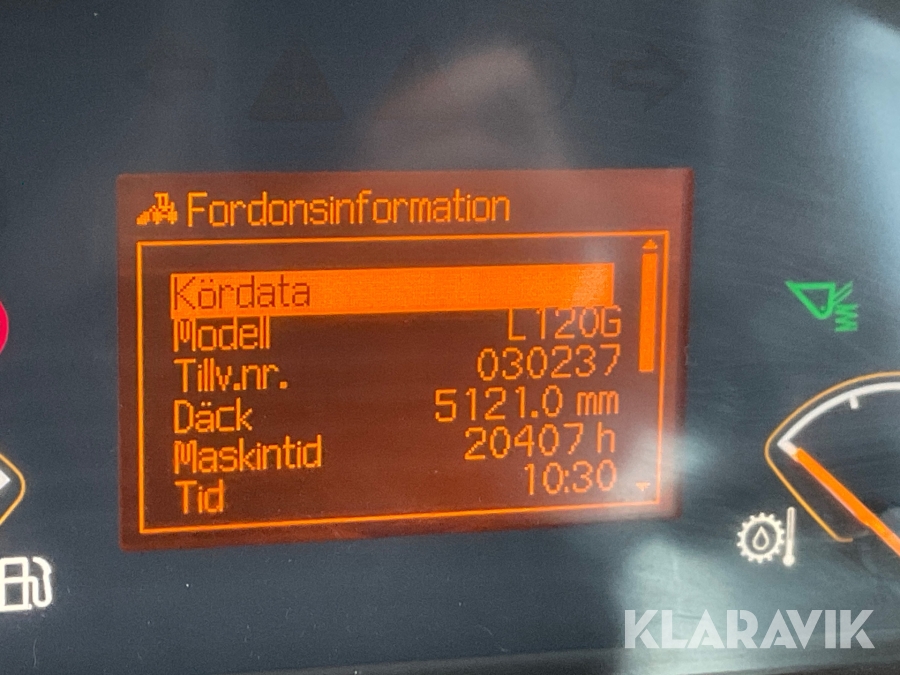 Fordonsinformation
Kördata
Modell L120G
Tillv.nr. 030237
Däck 5121.0 mm
Maskintid 20407 h
Tid 10:30
KLARAVIK